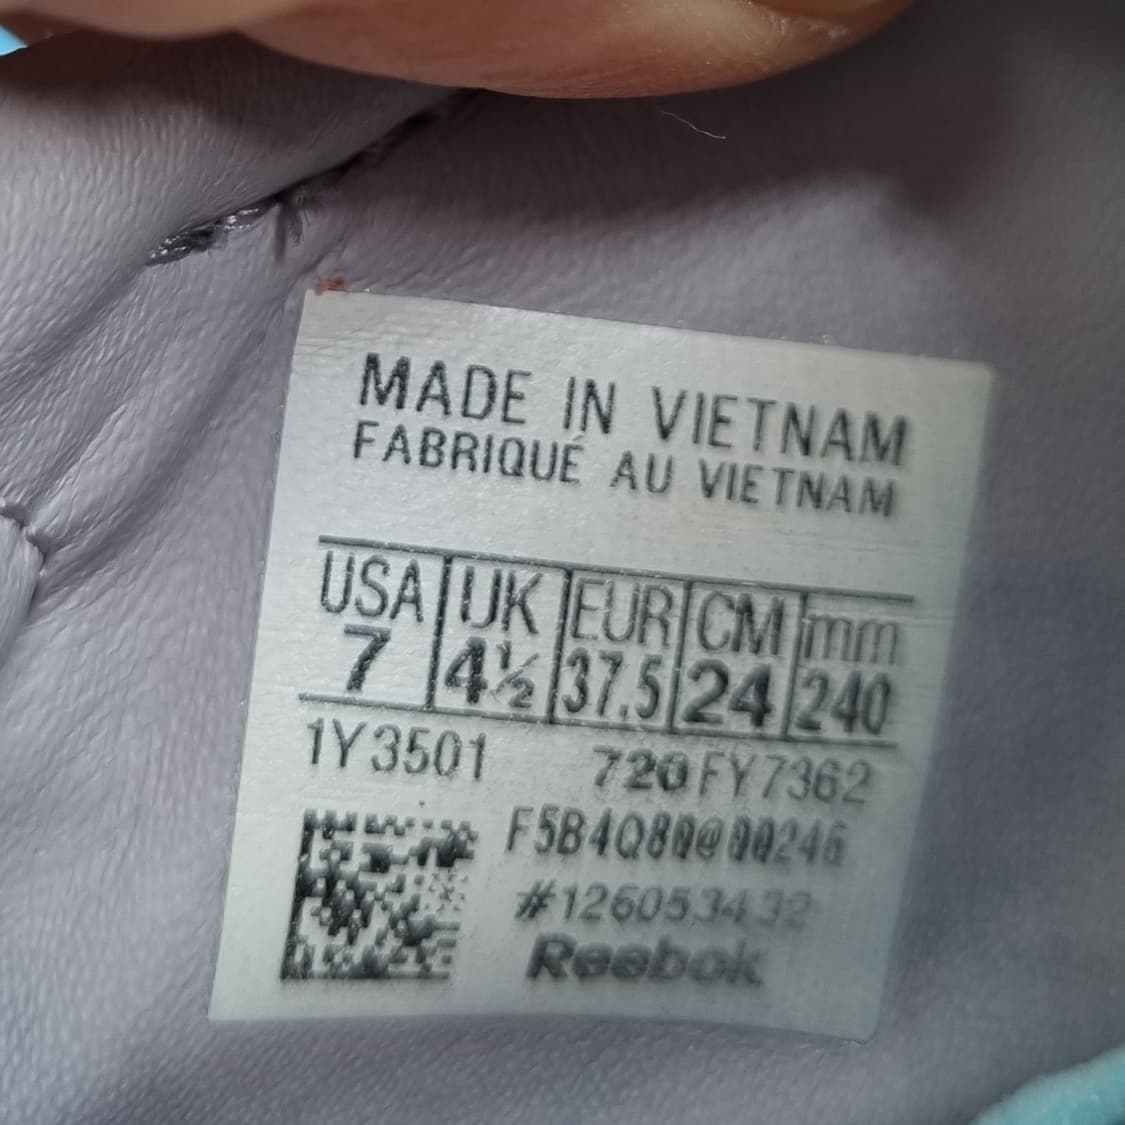 MADE IN VIETNAM
FABRIQUÉ AU VIETNAM
USA UK EUR CM mm
7 4½ 37.5 24 240
1Y3501 720 FY7362
F5B4Q80@00246
#126053432
Reebok